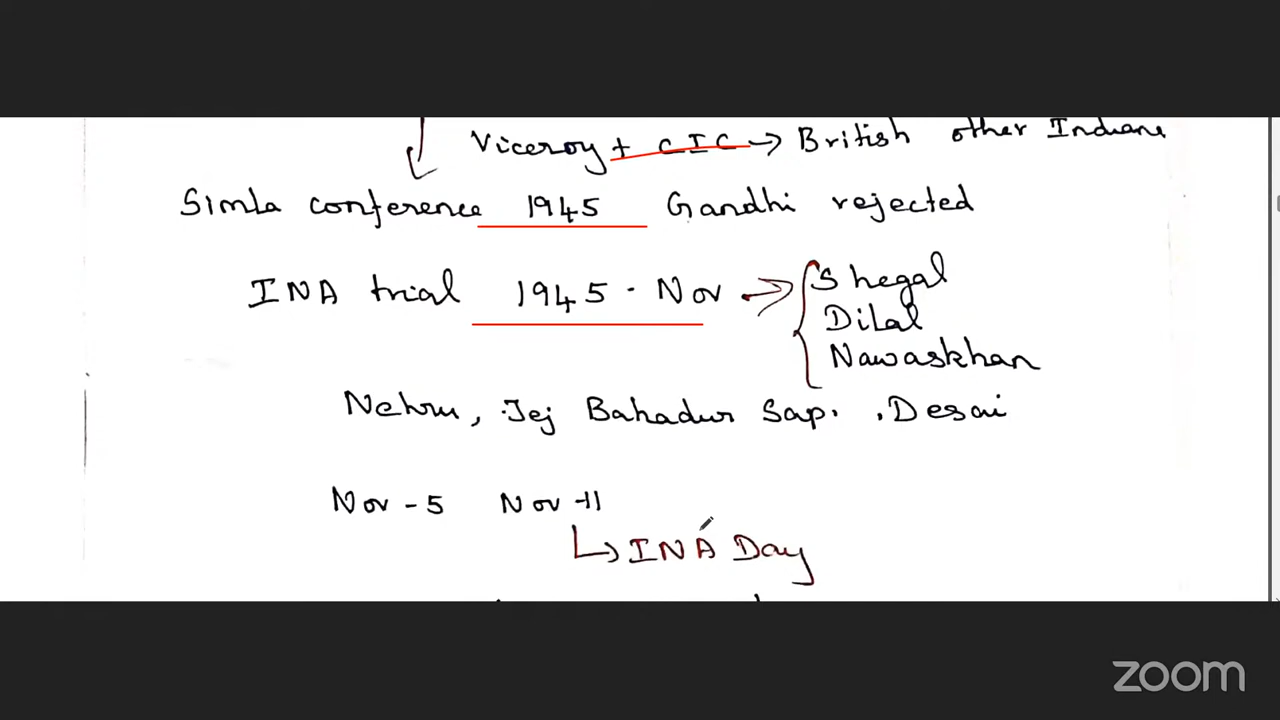 Viceroy + CIC → British other Indians
Simla conference 1945 Gandhi rejected
INA trial 1945 - Nov → Shegal
Dilal
Nawaskhan
Nehru, Tej Bahadur Sap. , Desai
Nov - 5 Nov - 11
↳ INA Day
zoom